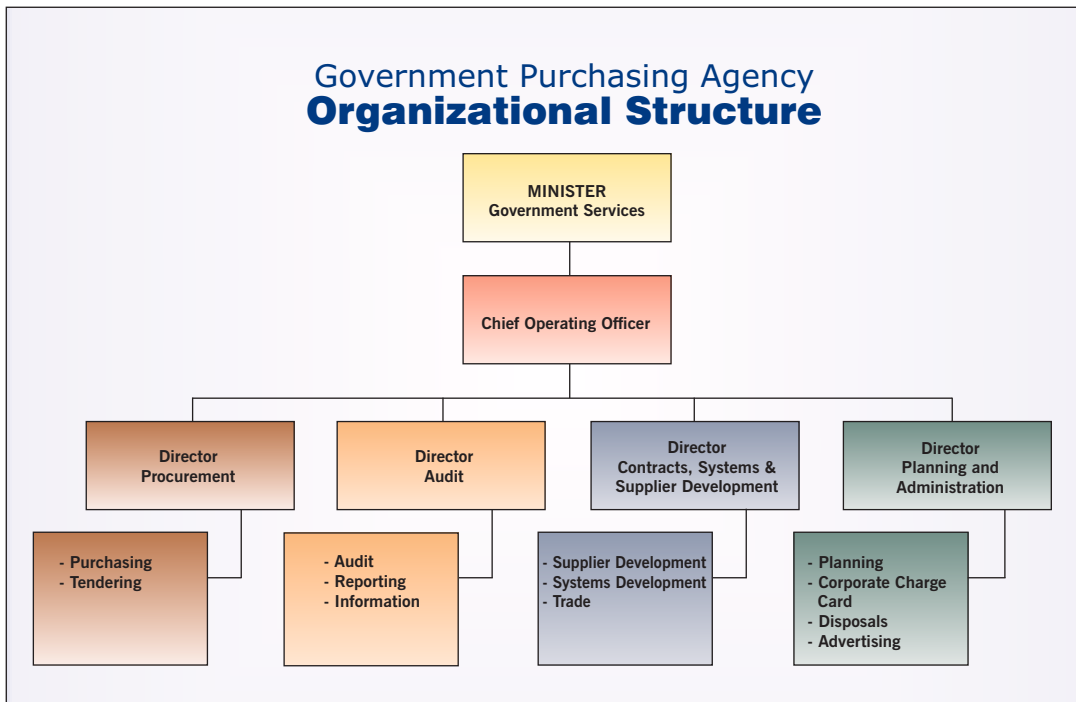 Government Purchasing Agency
Organizational Structure
MINISTER
Government Services
Chief Operating Officer
Director
Procurement
Director
Audit
Director
Contracts, Systems &
Supplier Development
Director
Planning and
Administration
- Purchasing
- Tendering
- Audit
- Reporting
- Information
- Supplier Development
- Systems Development
- Trade
- Planning
- Corporate Charge
Card
- Disposals
- Advertising